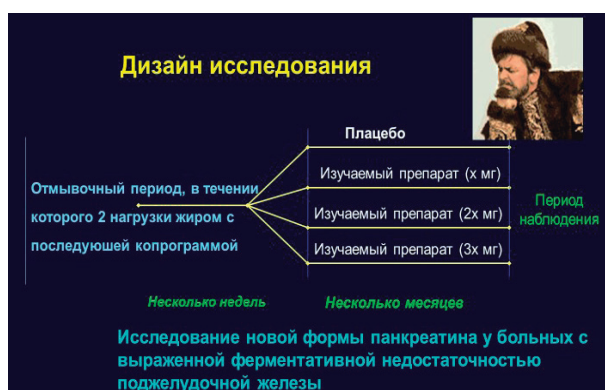 Дизайн исследования
Плацебо
Изучаемый препарат (х мг)
Отмывочный период, в течении
которого 2 нагрузки жиром с
последуюшей копрограммой
Изучаемый препарат (2х мг)
Изучаемый препарат (3х мг)
Период
наблюдения
Несколько недель
Несколько месяцев
Исследование новой формы панкреатина у больных с
выраженной ферментативной недостаточностью
поджелудочной железы